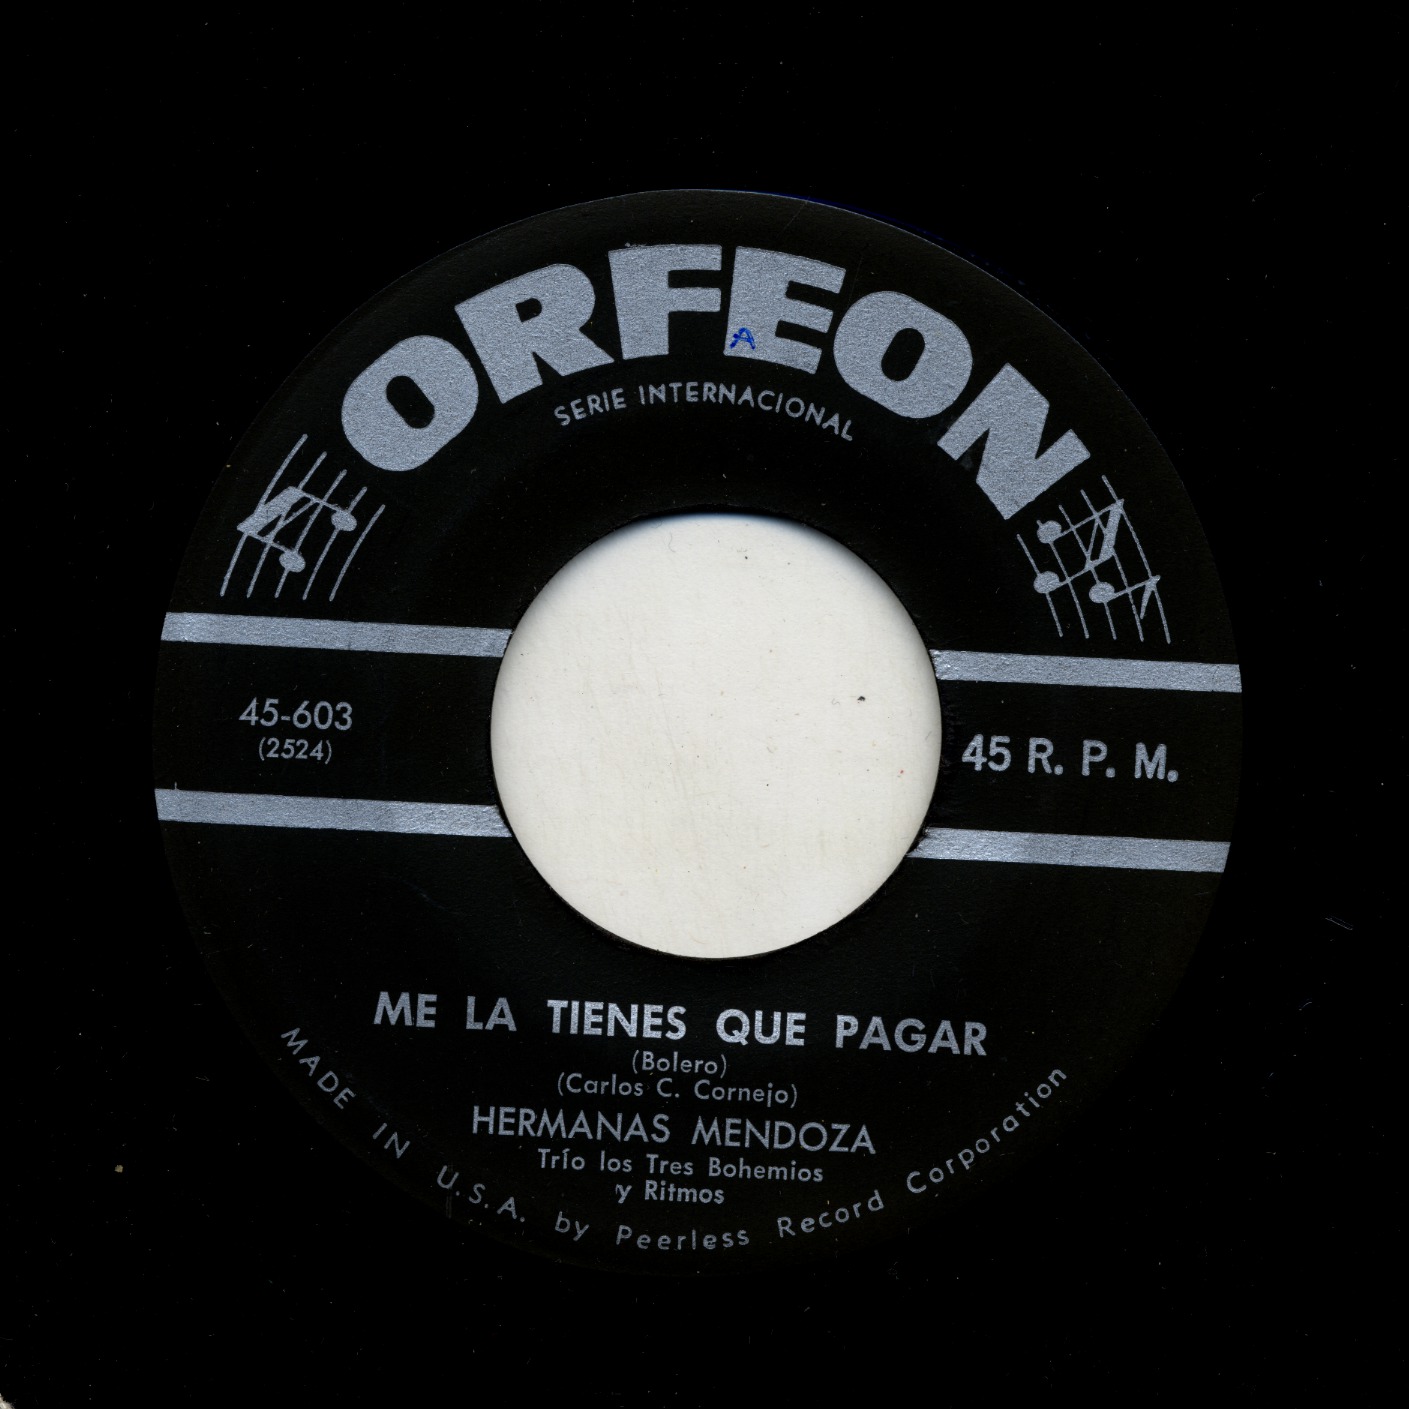 ORFEON
A
SERIE INTERNACIONAL
45-603
(2524)
45 R. P. M.
ME LA TIENES QUE PAGAR
(Bolero)
(Carlos C. Cornejo)
HERMANAS MENDOZA
Trío los Tres Bohemios
y Ritmos
MADE IN U.S.A. by Peerless Record Corporation